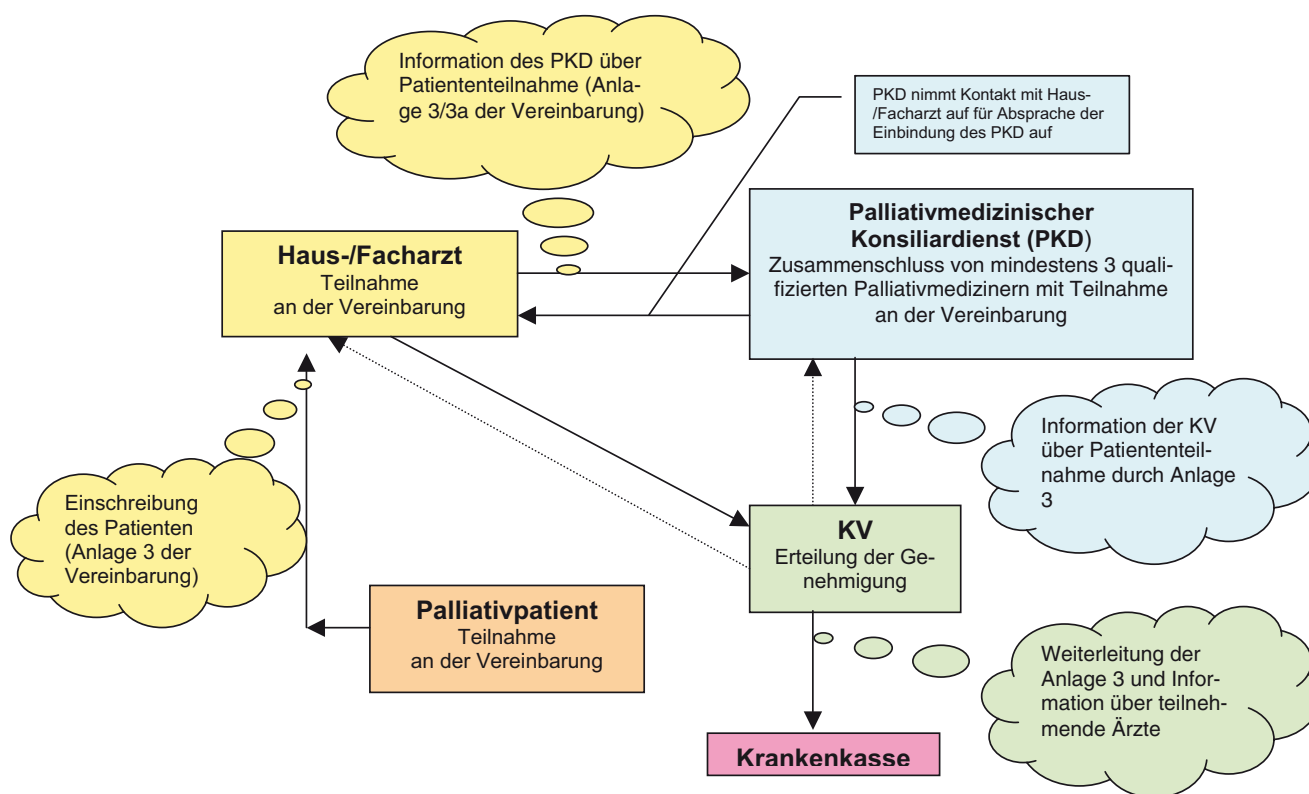 Information des PKD über
Patiententeilnahme (Anla-
ge 3/3a der Vereinbarung)
PKD nimmt Kontakt mit Haus-
/Facharzt auf für Absprache der
Einbindung des PKD auf
Palliativmedizinischer
Konsiliardienst (PKD)
Zusammenschluss von mindestens 3 quali-
fizierten Palliativmedizinern mit Teilnahme
an der Vereinbarung
Haus-/Facharzt
Teilnahme
an der Vereinbarung
Information der KV
über Patiententeil-
nahme durch Anlage
3
Einschreibung
des Patienten
(Anlage 3 der
Vereinbarung)
KV
Erteilung der Ge-
nehmigung
Palliativpatient
Teilnahme
an der Vereinbarung
Weiterleitung der
Anlage 3 und Infor-
mation über teilneh-
mende Ärzte
Krankenkasse